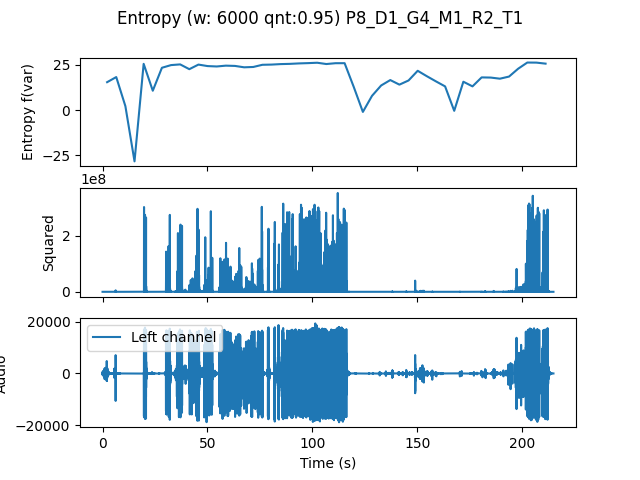 Entropy (w: 6000 qnt:0.95) P8_D1_G4_M1_R2_T1
Entropy f(var)
25
0
−25
1e8
Squared
2
0
Audio
20000
0
−20000
Left channel
0
50
100
150
200
Time (s)